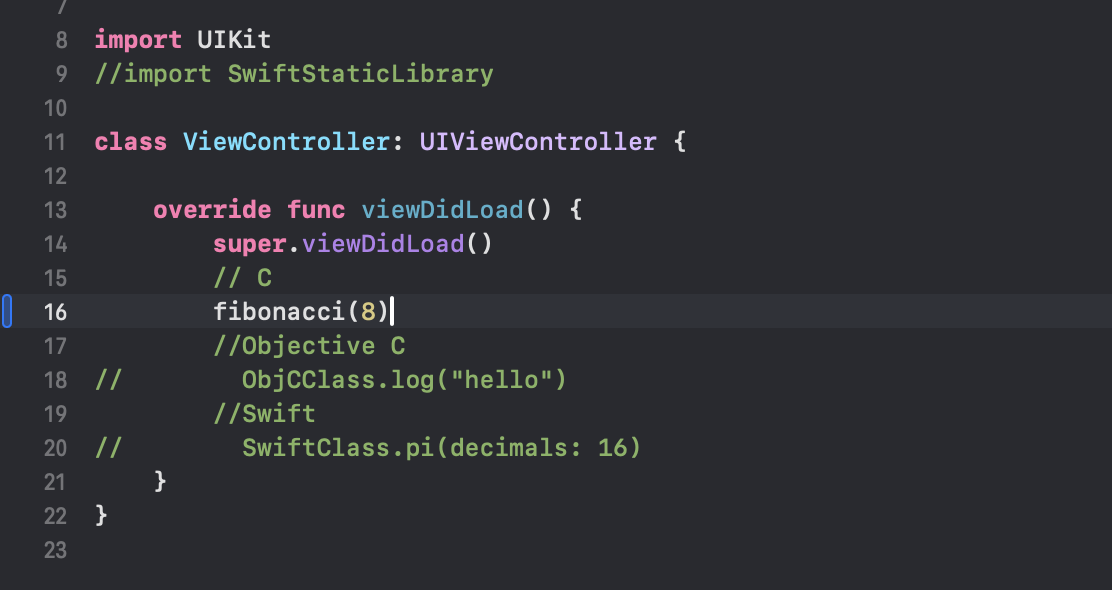 7
8 import UIKit
9 //import SwiftStaticLibrary
10
11 class ViewController: UIViewController {
12
13     override func viewDidLoad() {
14         super.viewDidLoad()
15         // C
16         fibonacci(8)
17         //Objective C
18 //        ObjCClass.log("hello")
19         //Swift
20 //        SwiftClass.pi(decimals: 16)
21     }
22 }
23